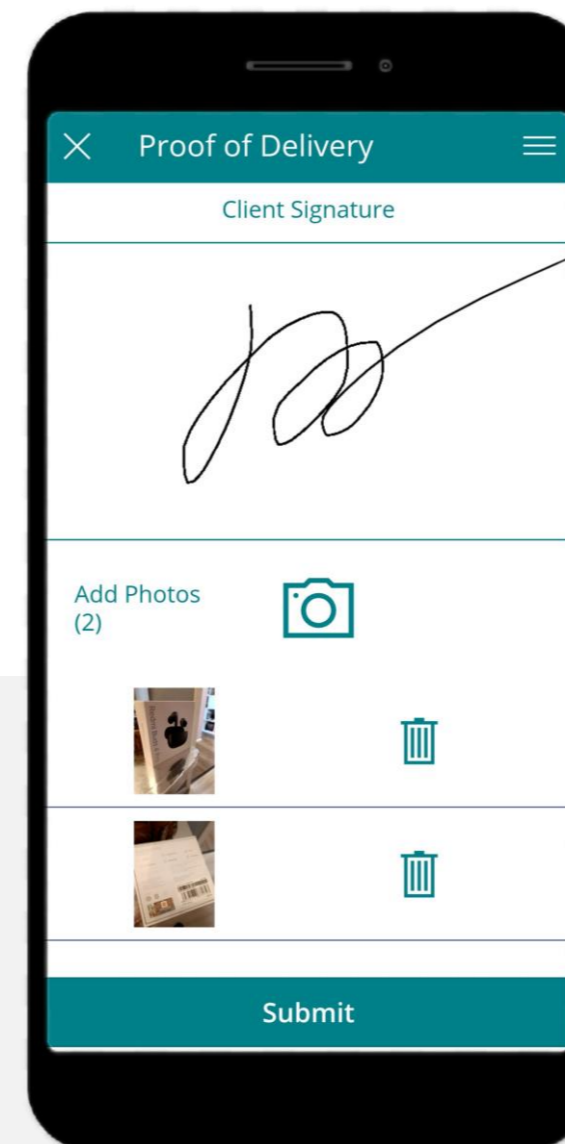 Proof of Delivery
Client Signature
Add Photos
(2)
Submit